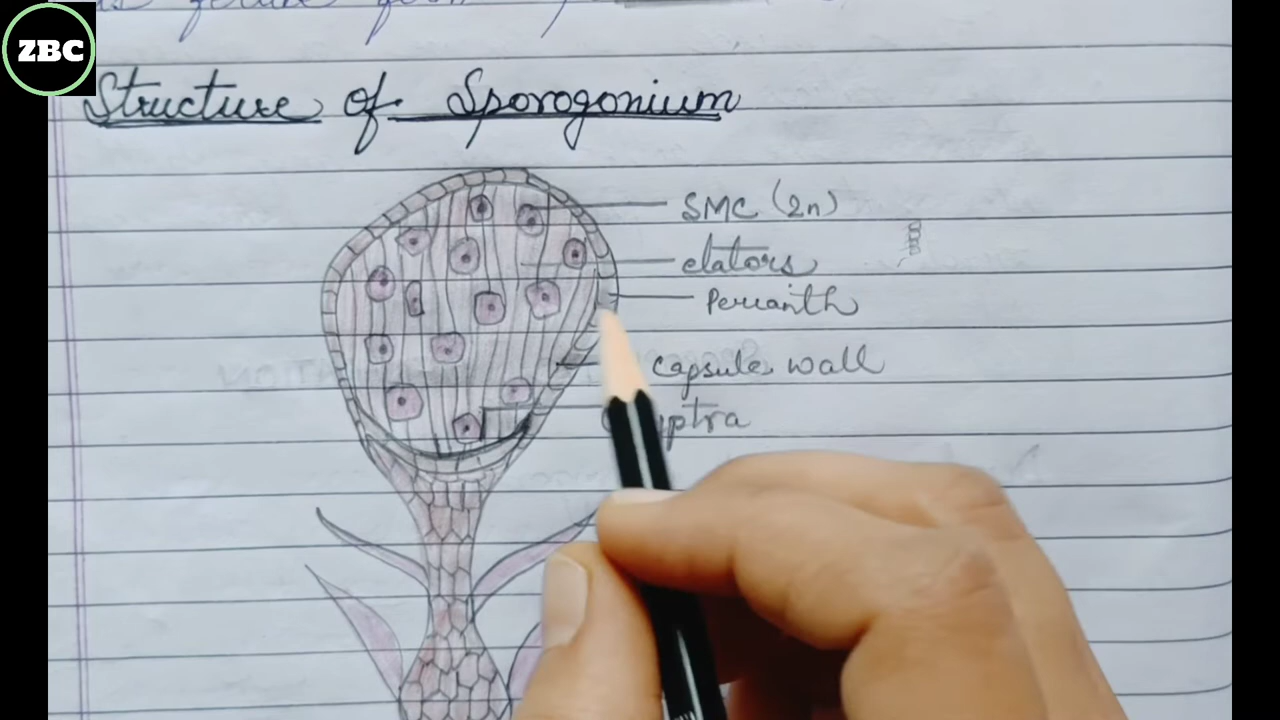 ZBC
Structure of Sporogonium
SMC (2n)
elators
Perianth
capsule wall